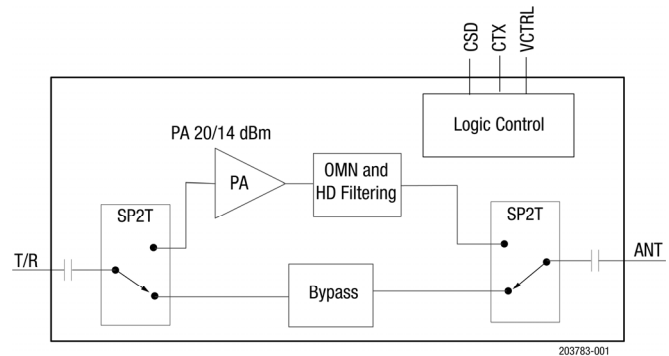 CSD
CTX
VCTRL
Logic Control
PA 20/14 dBm
PA
OMN and
HD Filtering
SP2T
SP2T
T/R
ANT
Bypass
203783-001